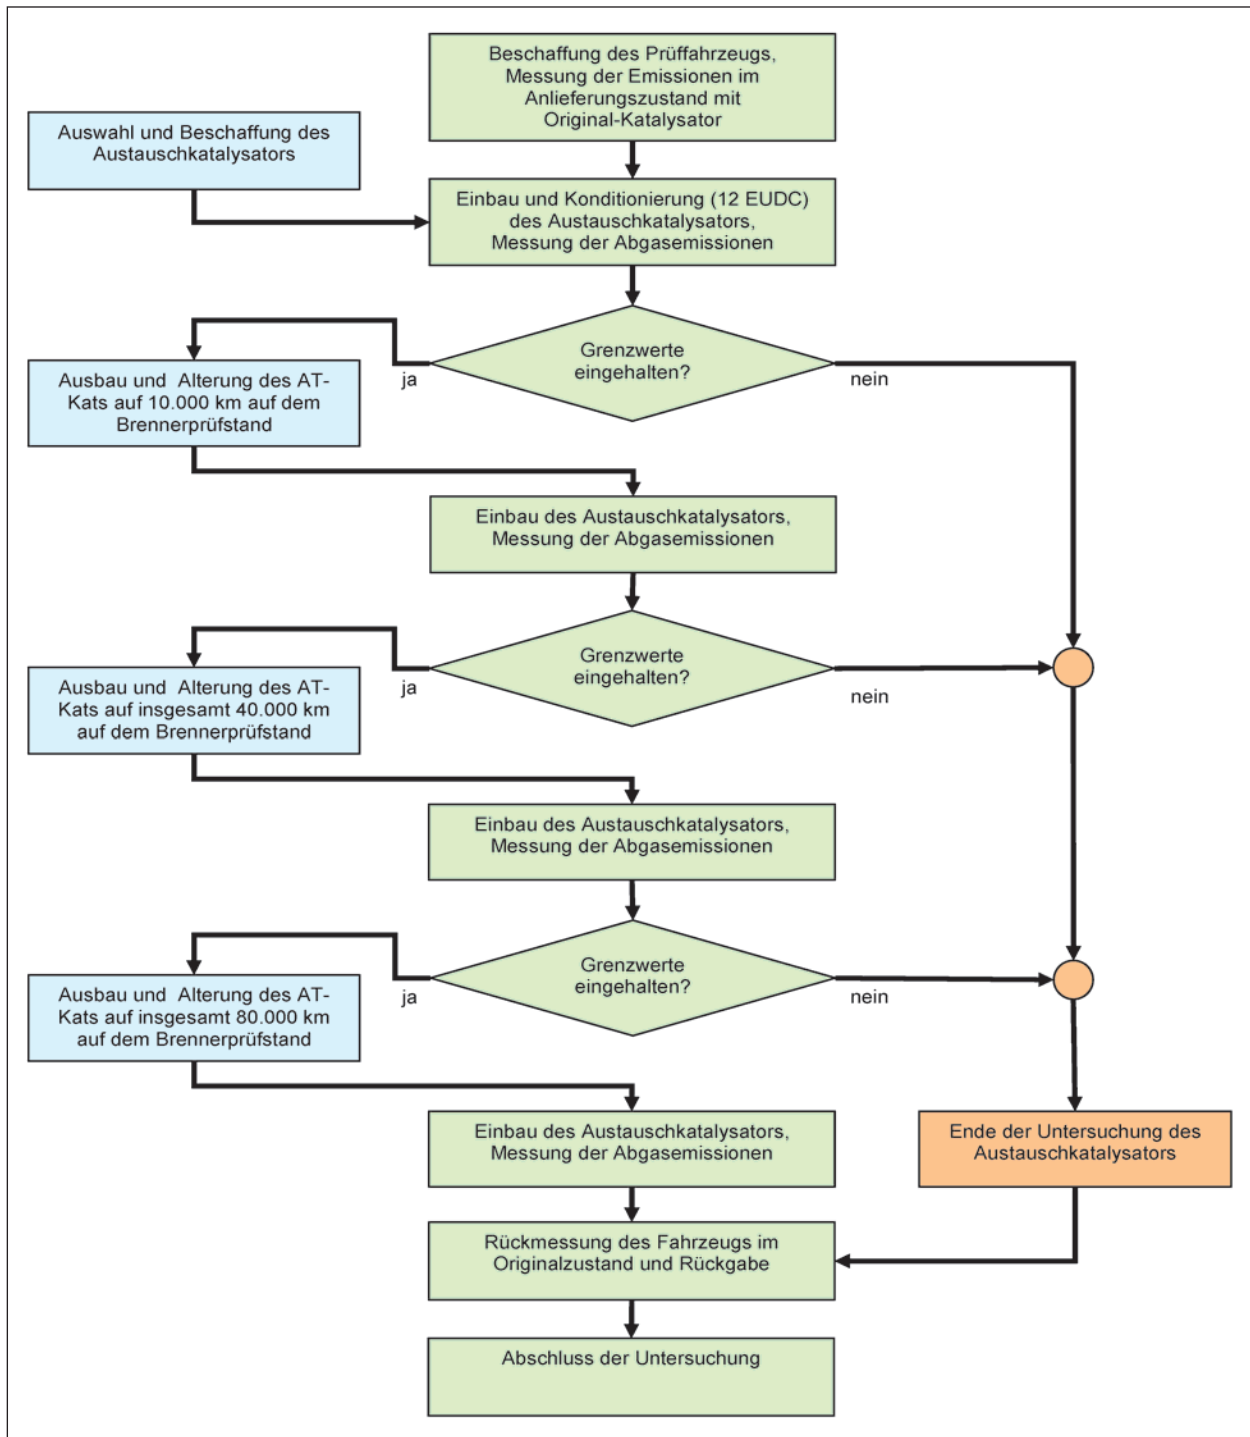 Beschaffung des Prüffahrzeugs,
Messung der Emissionen im
Anlieferungszustand mit
Original-Katalysator
Auswahl und Beschaffung des
Austauschkatalysators
Einbau und Konditionierung (12 EUDC)
des Austauschkatalysators,
Messung der Abgasemissionen
Grenzwerte
eingehalten?
ja
nein
Ausbau und Alterung des AT-
Kats auf 10.000 km auf dem
Brennerprüfstand
Einbau des Austauschkatalysators,
Messung der Abgasemissionen
Grenzwerte
eingehalten?
ja
nein
Ausbau und Alterung des AT-
Kats auf insgesamt 40.000 km
auf dem Brennerprüfstand
Einbau des Austauschkatalysators,
Messung der Abgasemissionen
Grenzwerte
eingehalten?
ja
nein
Ausbau und Alterung des AT-
Kats auf insgesamt 80.000 km
auf dem Brennerprüfstand
Einbau des Austauschkatalysators,
Messung der Abgasemissionen
Ende der Untersuchung des
Austauschkatalysators
Rückmessung des Fahrzeugs im
Originalzustand und Rückgabe
Abschluss der Untersuchung